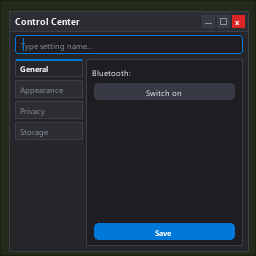 Control Center
x
Type setting name...
General
Appearance
Privacy
Storage
Bluetooth:
Switch on
Save